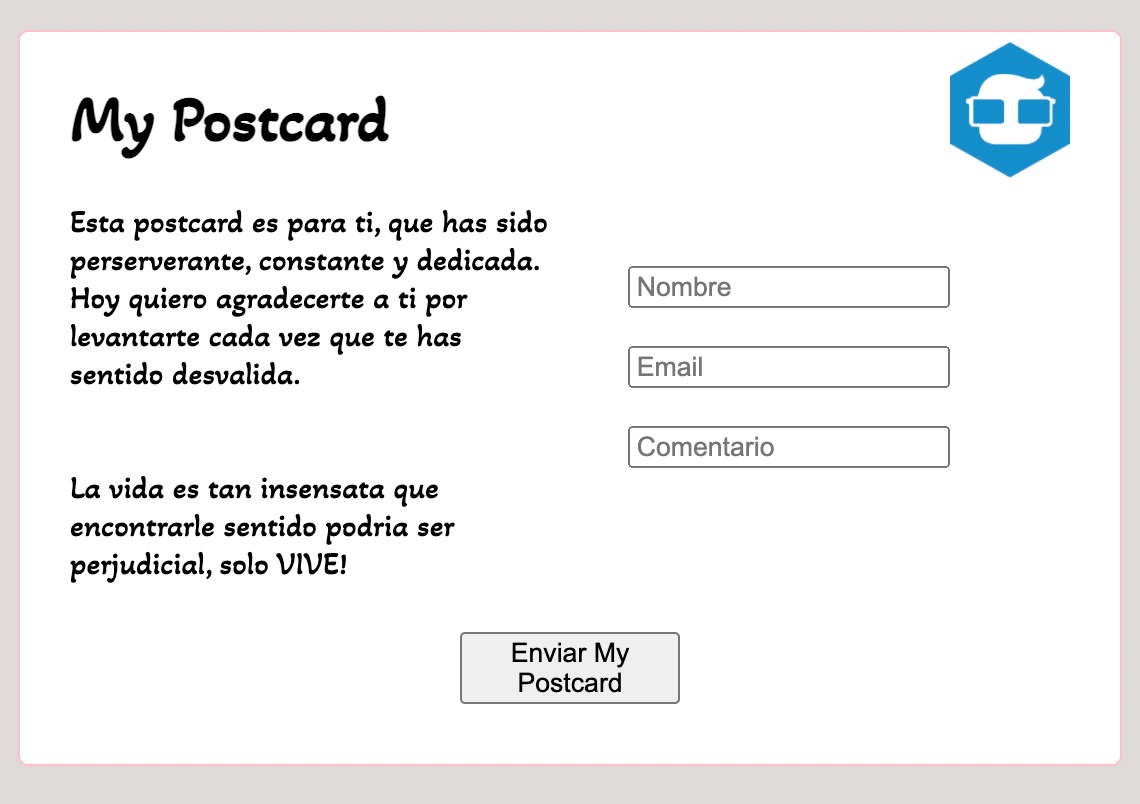 My Postcard
Esta postcard es para ti, que has sido
perserverante, constante y dedicada.
Hoy quiero agradecerte a ti por
levantarte cada vez que te has
sentido desvalida.
La vida es tan insensata que
encontrarle sentido podria ser
perjudicial, solo VIVE!
Nombre
Email
Comentario
Enviar My
Postcard